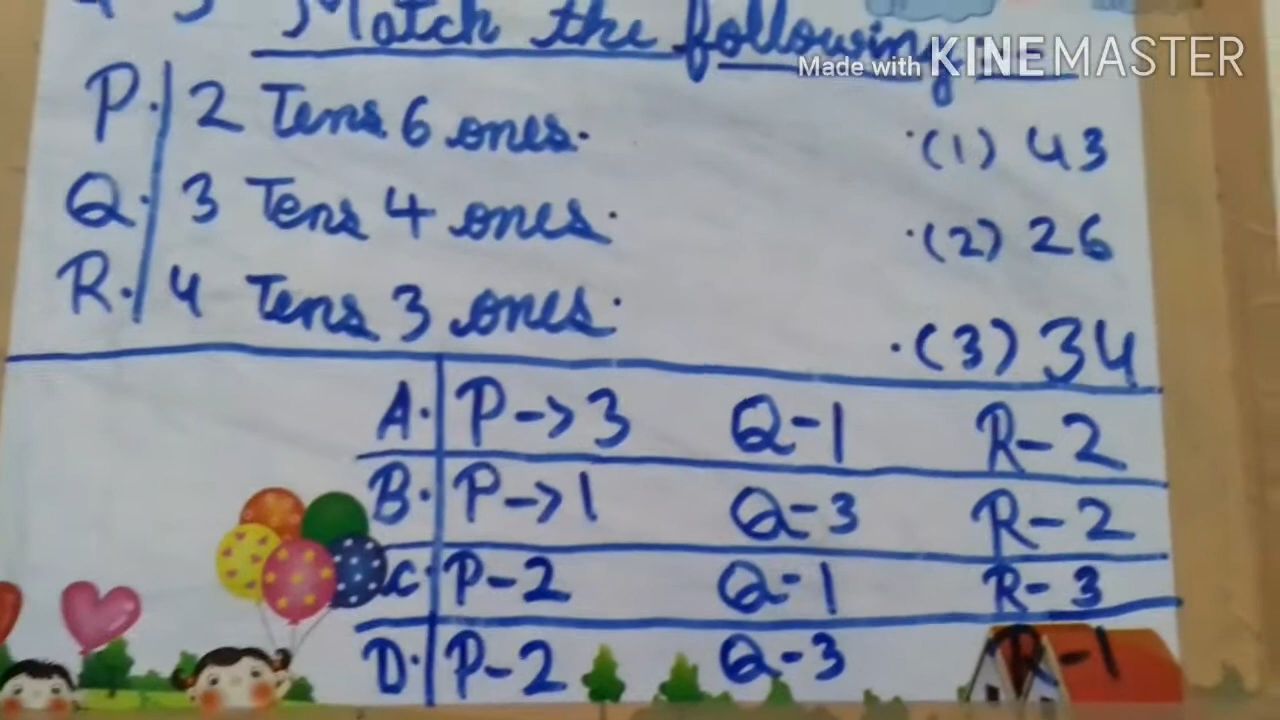 Match the following
Made with KINEMASTER
P. 2 Tens 6 ones. .(1) 43
Q. 3 Tens 4 ones. .(2) 26
R. 4 Tens 3 ones. .(3) 34
A. P->3 Q-1 R-2
B. P->1 Q-3 R-2
C. P-2 Q-1 R-3
D. P-2 Q-3 R-1